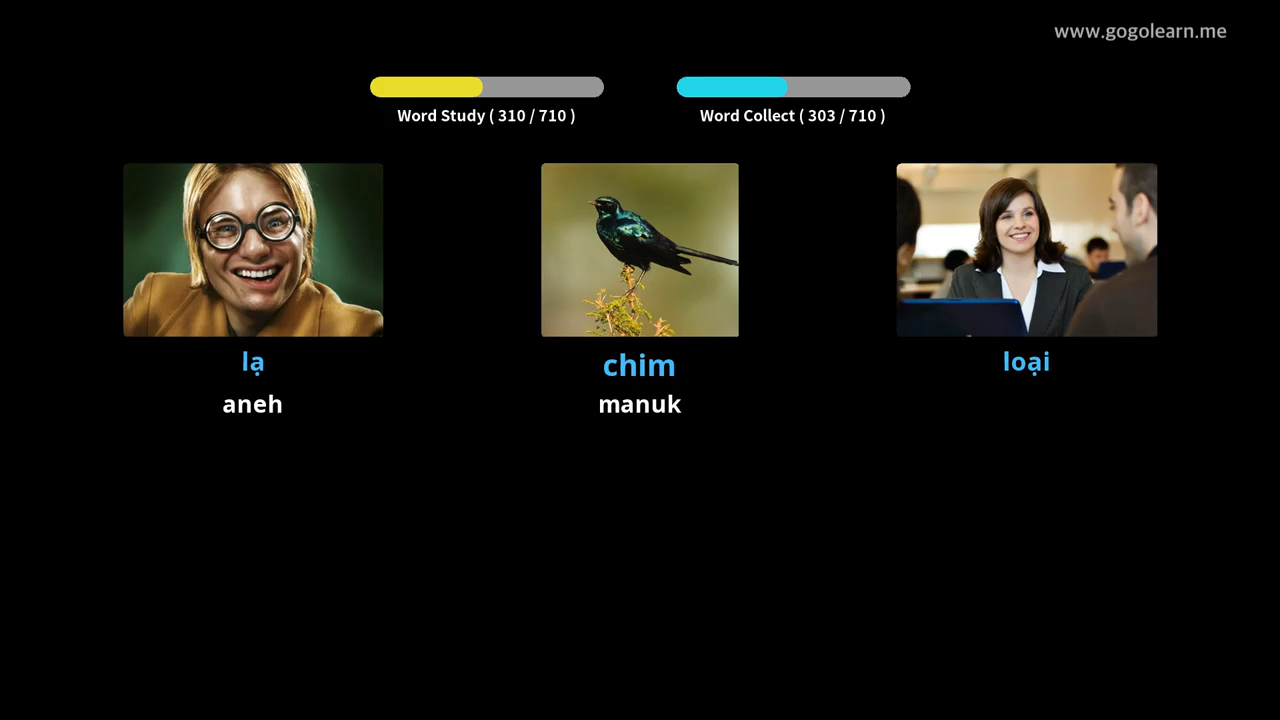 www.gogolearn.me
Word Study ( 310 / 710 )
Word Collect ( 303 / 710 )
lạ
chim
loại
aneh
manuk